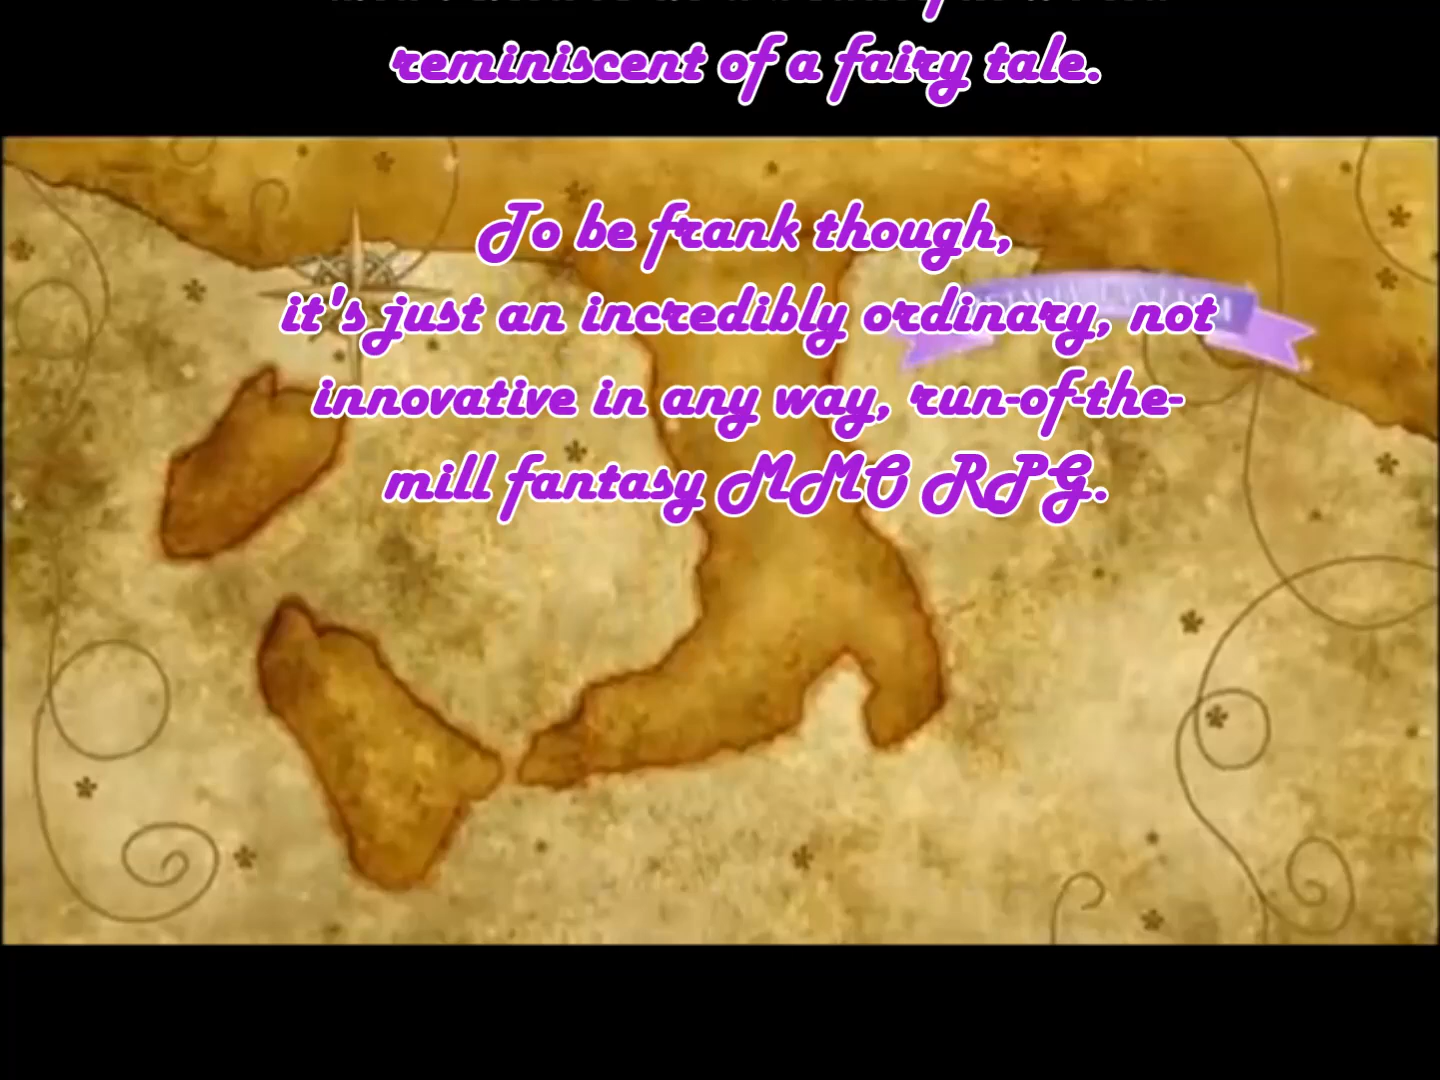 reminiscent of a fairy tale.
To be frank though,
it's just an incredibly ordinary, not
innovative in any way, run-of-the-
mill fantasy MMO RPG.